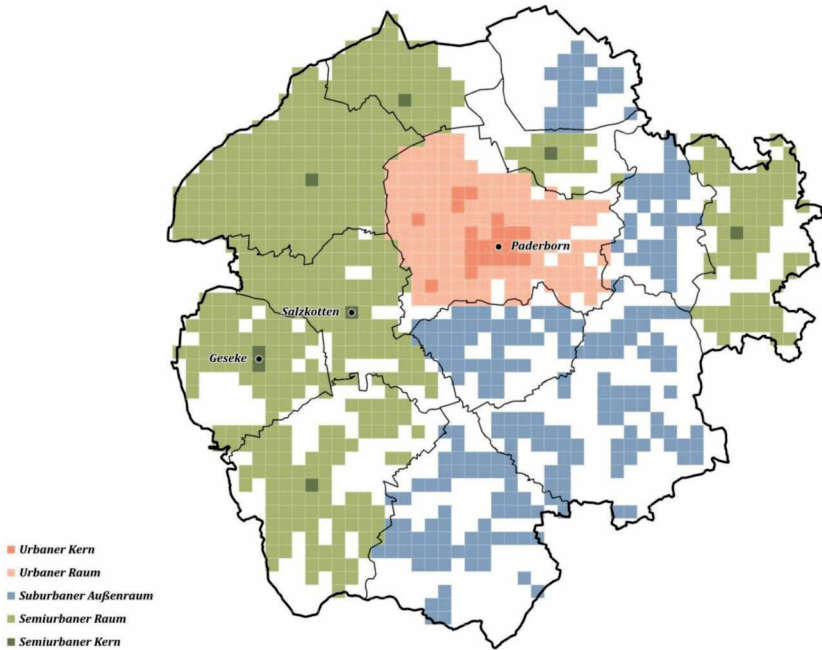 Paderborn
Salzkotten
Geseke
Urbaner Kern
Urbaner Raum
Suburbaner Außenraum
Semiurbaner Raum
Semiurbaner Kern